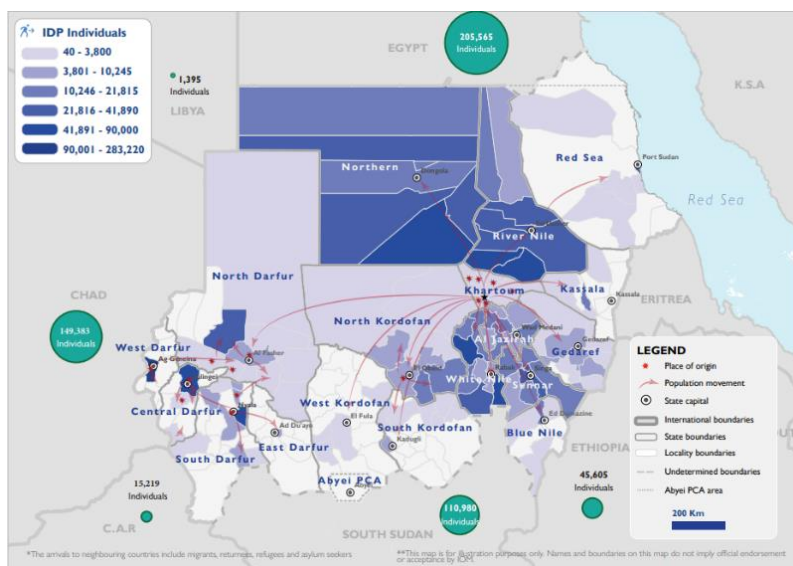 IDP Individuals
40 - 3,800
3,801 - 10,245
10,246 - 21,815
21,816 - 41,890
41,891 - 90,000
90,001 - 283,220
EGYPT
205,565
Individuals
1,395
Individuals
LIBYA
K.S.A
Northern
Red Sea
Port Sudan
Red Sea
River Nile
North Darfur
Khartoum
Kassala
Kassala
ERITREA
CHAD
149,383
Individuals
North Kordofan
Wad Medani
Al Jazirah
Gedaref
Gedaref
West Darfur
Ag-Geneina
Al Fasher
El Obeid
White Nile
Rabak
Sennar
Singa
Central Darfur
Nyala
West Kordofan
El Fula
South Kordofan
Kadugli
Ed Damazine
Blue Nile
East Darfur
Ad Du'ayn
South Darfur
Abyei PCA
Abyei
ETHIOPIA
15,219
Individuals
C.A.R
110,980
Individuals
45,605
Individuals
SOUTH SUDAN
LEGEND
Place of origin
Population movement
State capital
International boundaries
State boundaries
Locality boundaries
Undetermined boundaries
Abyei PCA area
200 Km
*The arrivals to neighbouring countries include migrants, returnees, refugees and asylum seekers
**This map is for illustration purposes only. Names and boundaries on this map do not imply official endorsement
or acceptance by IOM.